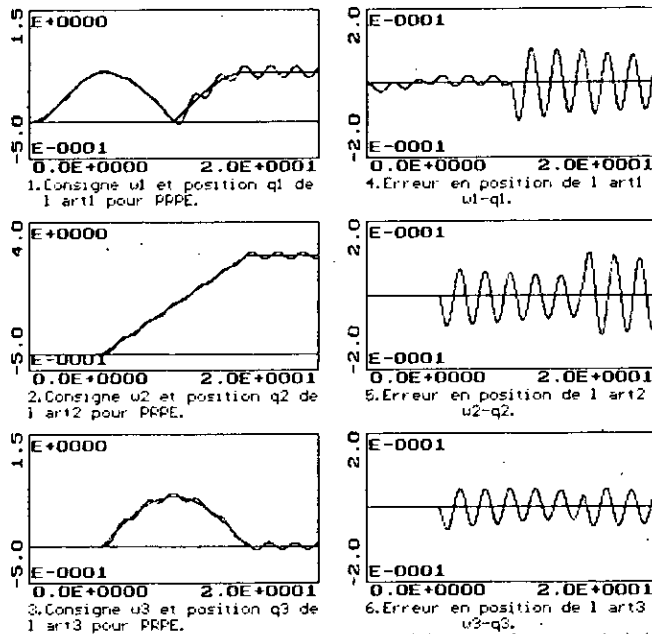 1.5
E+0000
-5.0
E-0001
0.0E+0000 2.0E+0001
1.Consigne w1 et position q1 de
l art1 pour PRPE.
2.0
E-0001
-2.0
E-0001
0.0E+0000 2.0E+0001
4.Erreur en position de l art1
w1-q1.
4.0
E+0000
-5.0
E-0001
0.0E+0000 2.0E+0001
2.Consigne w2 et position q2 de
l art2 pour PRPE.
2.0
E-0001
-2.0
E-0001
0.0E+0000 2.0E+0001
5.Erreur en position de l art2
w2-q2.
1.5
E+0000
-5.0
E-0001
0.0E+0000 2.0E+0001
3.Consigne w3 et position q3 de
l art3 pour PRPE.
2.0
E-0001
-2.0
E-0001
0.0E+0000 2.0E+0001
6.Erreur en position de l art3
w3-q3.